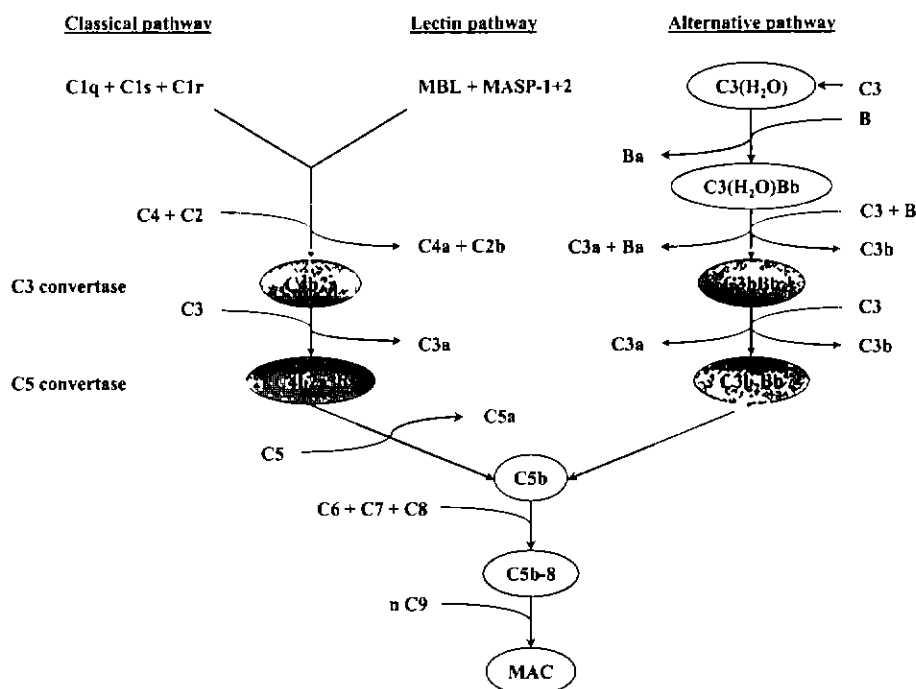 Classical pathway Lectin pathway Alternative pathway
C1q + C1s + C1r MBL + MASP-1+2 C3(H₂O) C3
B
Ba
C3(H₂O)Bb
C4 + C2 C3 + B
C4a + C2b C3a + Ba C3b
C3 convertase C3bBb
C3 C3
C3a C3a C3b
C5 convertase
C5a
C5
C5b
C6 + C7 + C8
C5b-8
n C9
MAC